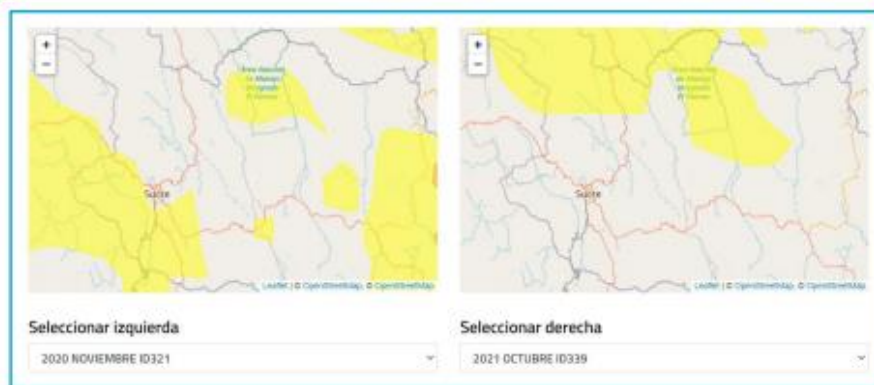 +
−
Sucre
Leaflet | © OpenStreetMap, © OpenStreetMap
+
−
Sucre
Leaflet | © OpenStreetMap, © OpenStreetMap
Seleccionar izquierda
2020 NOVIEMBRE ID321
Seleccionar derecha
2021 OCTUBRE ID339